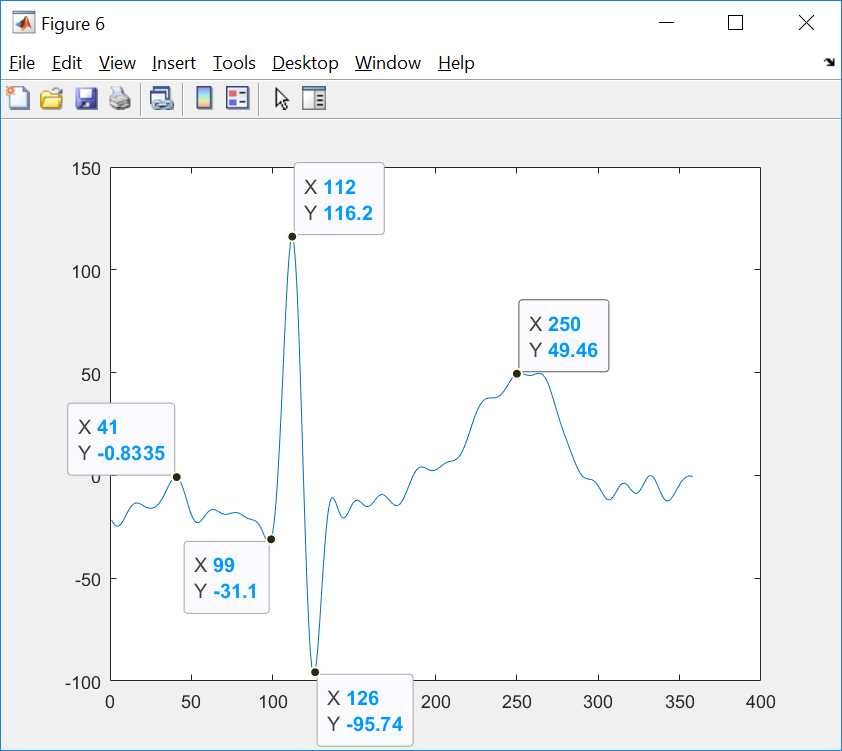 Figure 6
File Edit View Insert Tools Desktop Window Help
150
X 112
Y 116.2
100
X 250
Y 49.46
50
X 41
Y -0.8335
0
X 99
Y -31.1
-50
-100
X 126
Y -95.74
0 50 100 200 250 300 350 400